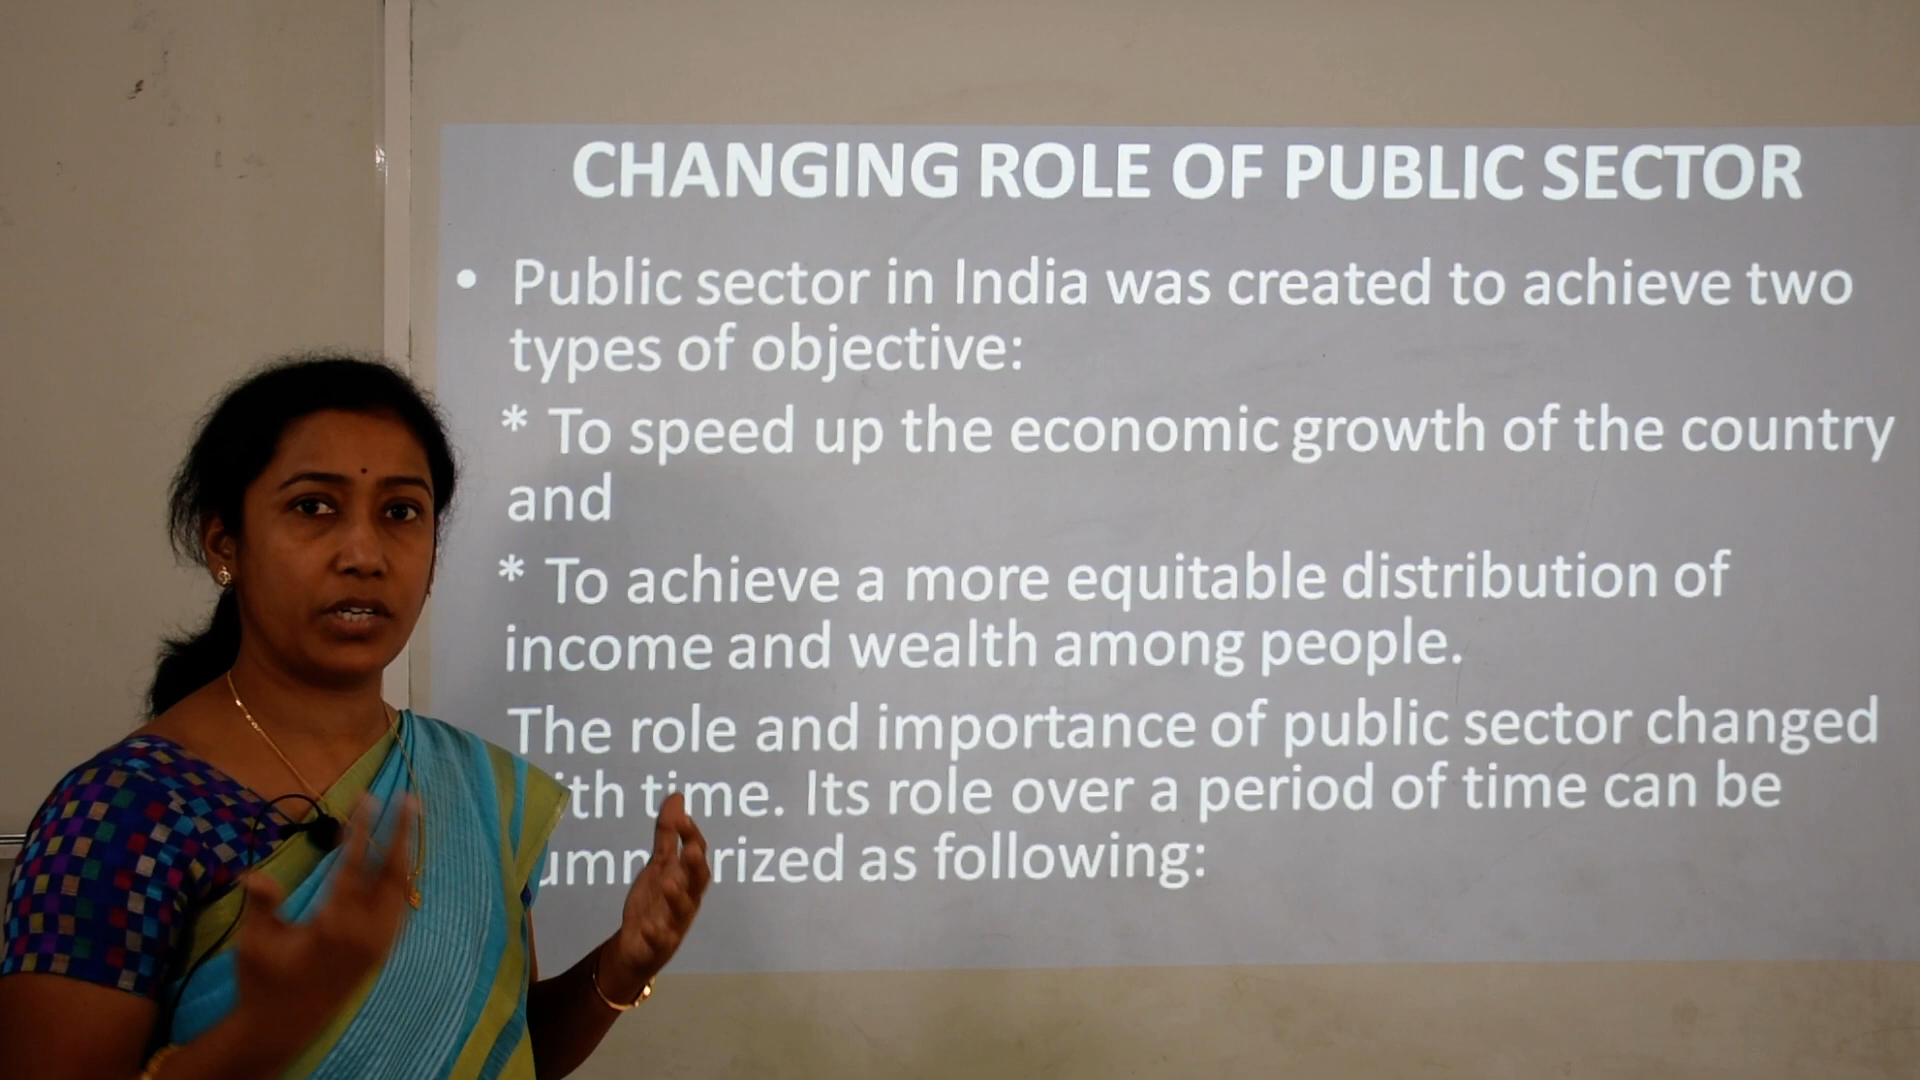 CHANGING ROLE OF PUBLIC SECTOR
• Public sector in India was created to achieve two
types of objective:
* To speed up the economic growth of the country
and
* To achieve a more equitable distribution of
income and wealth among people.
The role and importance of public sector changed
ith time. Its role over a period of time can be
umm rized as following: